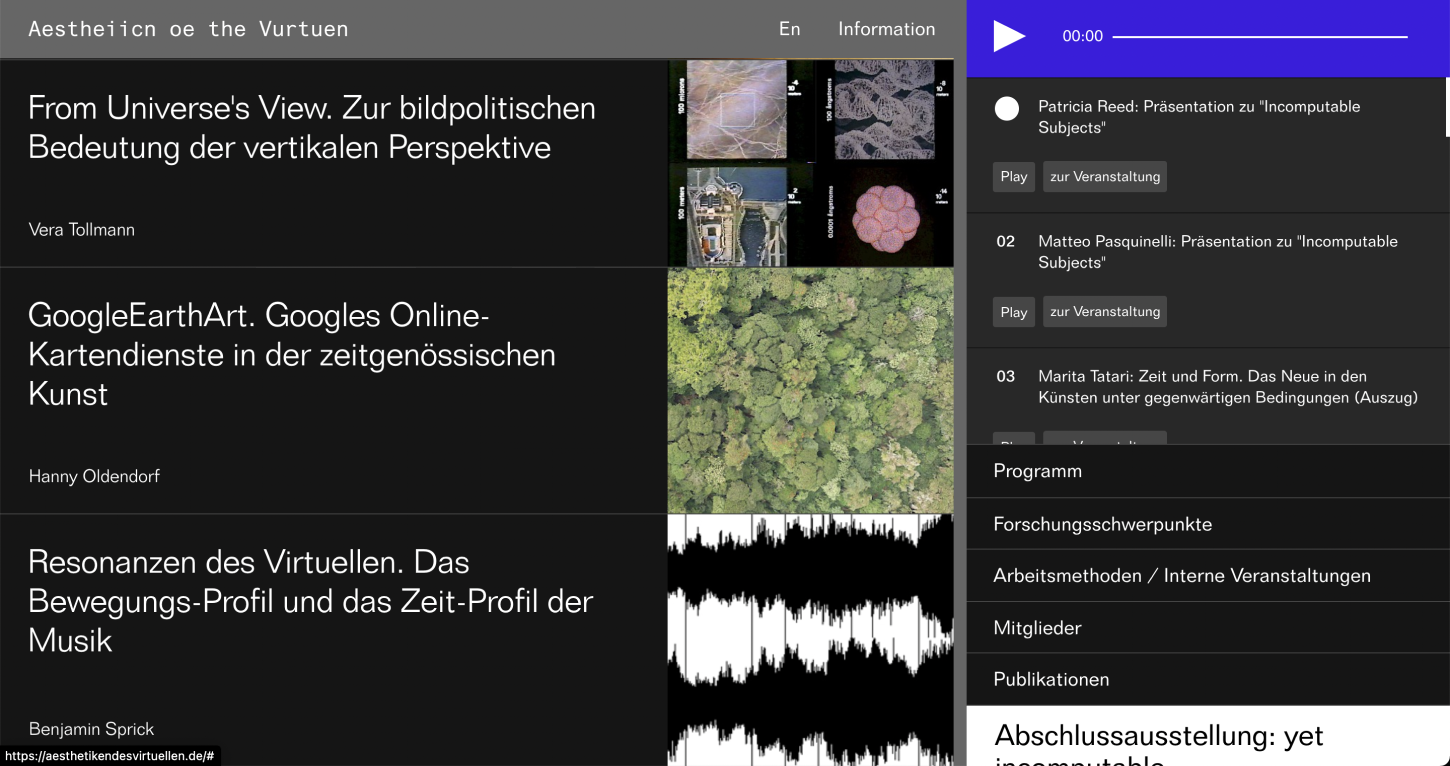 Aestheiicn oe the Vurtuen
En
Information
From Universe's View. Zur bildpolitischen
Bedeutung der vertikalen Perspektive
Vera Tollmann
100 microns
10 -4
meters
100 ångstroms
10 -8
meters
100 meters
10 2
meters
0.0001 ångstroms
10 -14
meters
GoogleEarthArt. Googles Online-
Kartendienste in der zeitgenössischen
Kunst
Hanny Oldendorf
Resonanzen des Virtuellen. Das
Bewegungs-Profil und das Zeit-Profil der
Musik
Benjamin Sprick
https://aesthetikendesvirtuellen.de/#
00:00
Patricia Reed: Präsentation zu "Incomputable
Subjects"
Play
zur Veranstaltung
02
Matteo Pasquinelli: Präsentation zu "Incomputable
Subjects"
Play
zur Veranstaltung
03
Marita Tatari: Zeit und Form. Das Neue in den
Künsten unter gegenwärtigen Bedingungen (Auszug)
Programm
Forschungsschwerpunkte
Arbeitsmethoden / Interne Veranstaltungen
Mitglieder
Publikationen
Abschlussausstellung: yet
incomputable